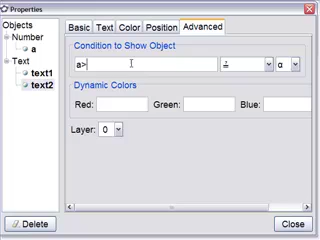 Properties
Objects
Number
a
Text
text1
text2
Basic Text Color Position Advanced
Condition to Show Object
a> α
Dynamic Colors
Red: Green: Blue:
Layer: 0
Delete Close